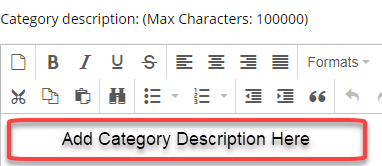 Category description: (Max Characters: 100000)
B I U S Formats
Add Category Description Here